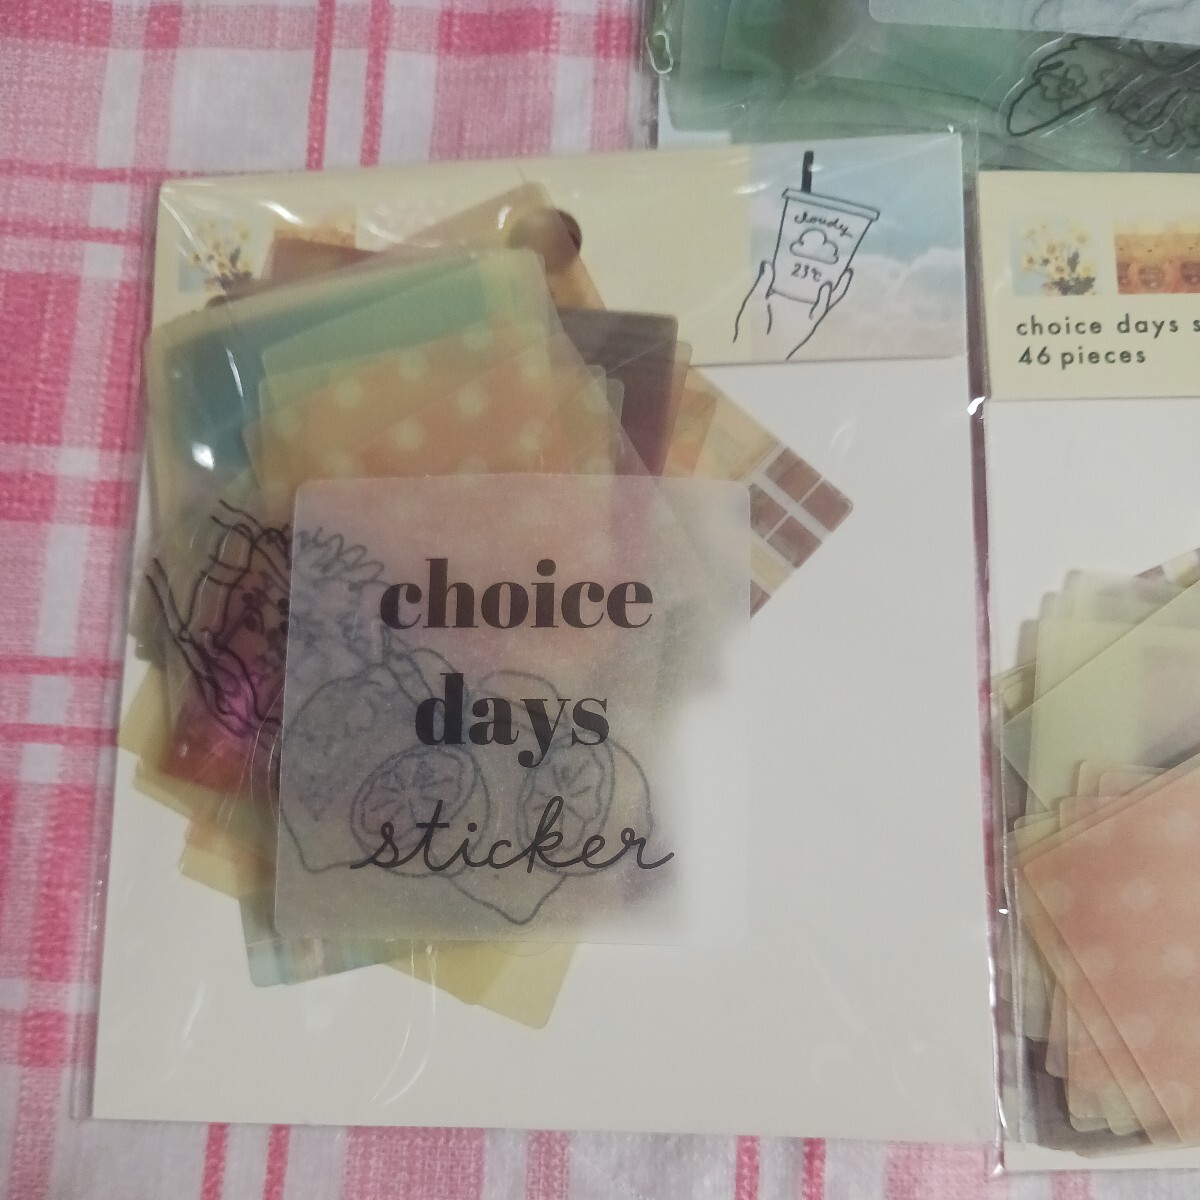 cloudy
23℃
choice days s
46 pieces
choice
days
sticker